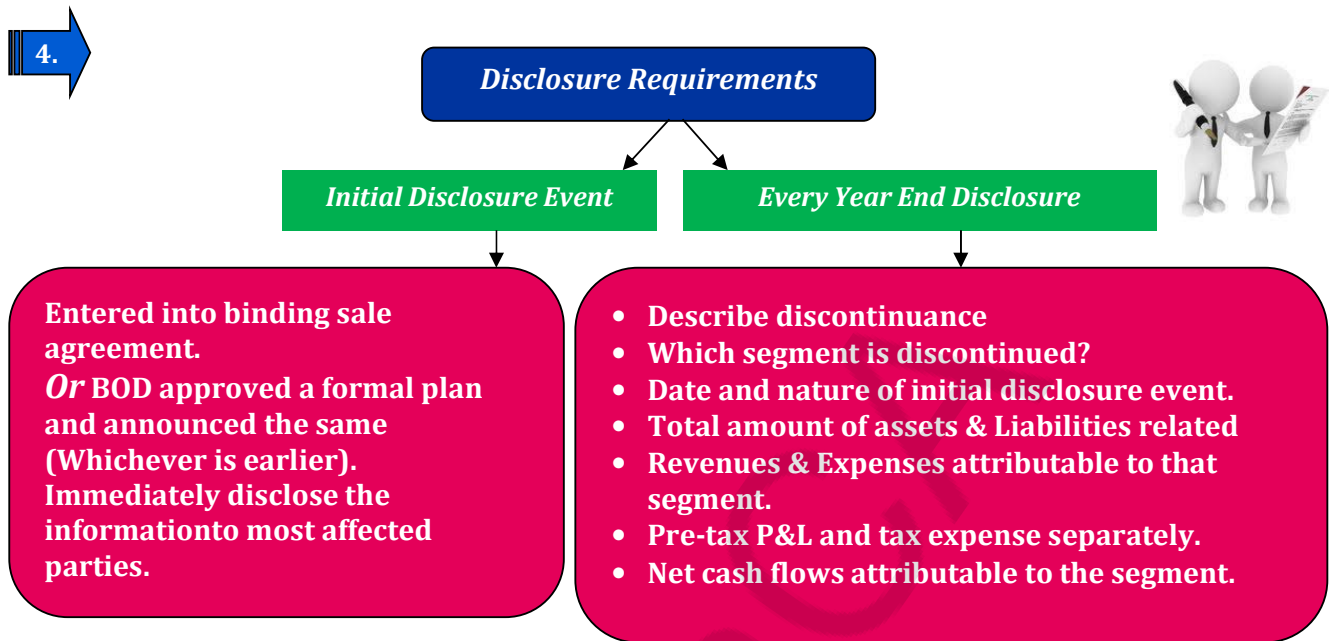 4.
Disclosure Requirements
Initial Disclosure Event
Every Year End Disclosure
Entered into binding sale
agreement.
Or BOD approved a formal plan
and announced the same
(Whichever is earlier).
Immediately disclose the
informationto most affected
parties.
• Describe discontinuance
• Which segment is discontinued?
• Date and nature of initial disclosure event.
• Total amount of assets & Liabilities related
• Revenues & Expenses attributable to that
segment.
• Pre-tax P&L and tax expense separately.
• Net cash flows attributable to the segment.